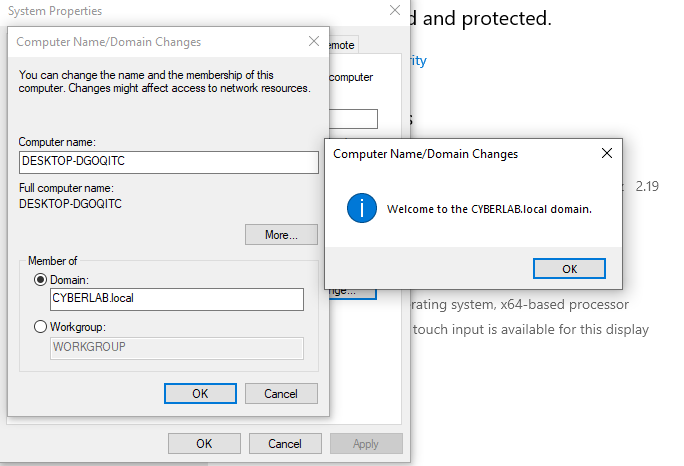 System Properties
d and protected.
Computer Name/Domain Changes
emote
You can change the name and the membership of this
computer. Changes might affect access to network resources.
computer
rity
Computer name:
DESKTOP-DGOQITC
Full computer name:
DESKTOP-DGOQITC
More...
Member of
Domain:
CYBERLAB.local
Workgroup:
WORKGROUP
OK
Cancel
Computer Name/Domain Changes
Welcome to the CYBERLAB.local domain.
OK
2.19
nge...
rating system, x64-based processor
touch input is available for this display
OK
Cancel
Apply